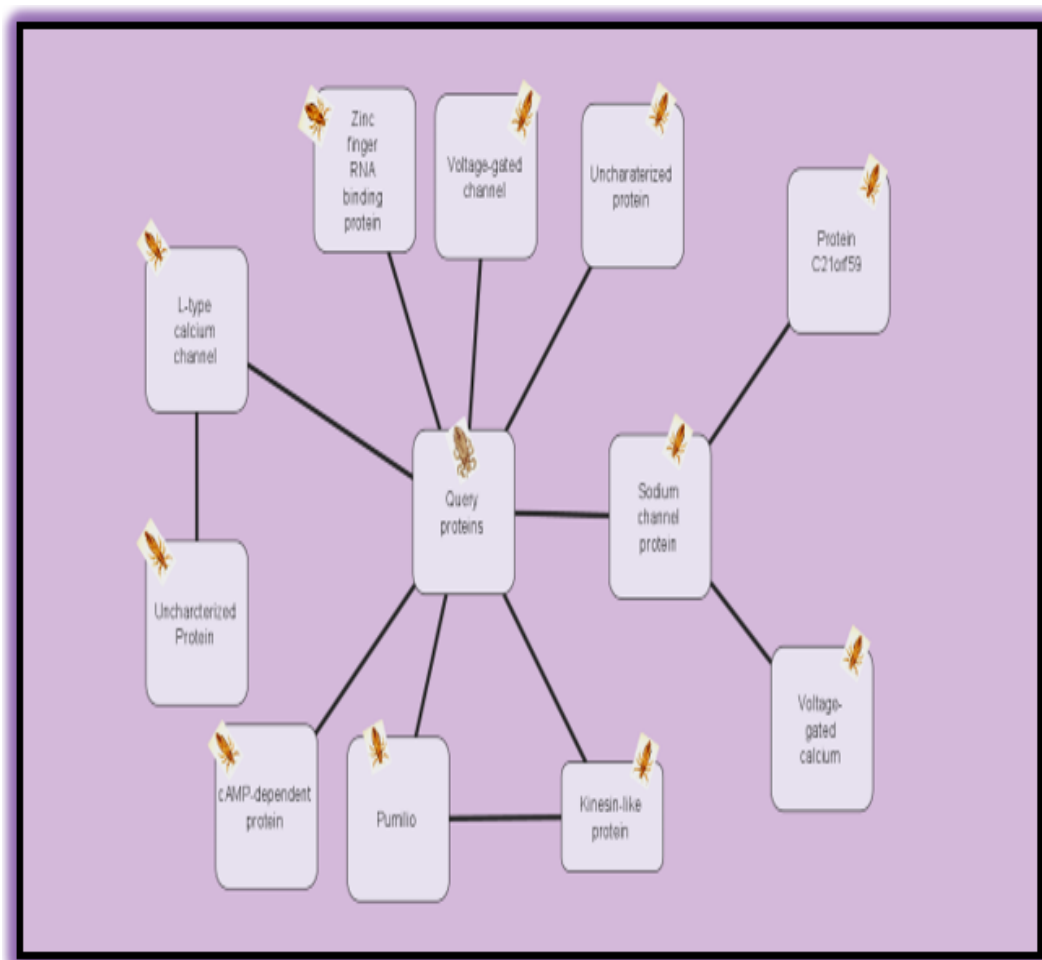 Zinc
finger
RNA
binding
protein
Voltage-gated
channel
Uncharaterized
protein
Protein
C21orf59
L-type
calcium
channel
Query
proteins
Sodium
channel
protein
Uncharcterized
Protein
Voltage-
gated
calcium
cAMP-dependent
protein
Pumilio
Kinesin-like
protein